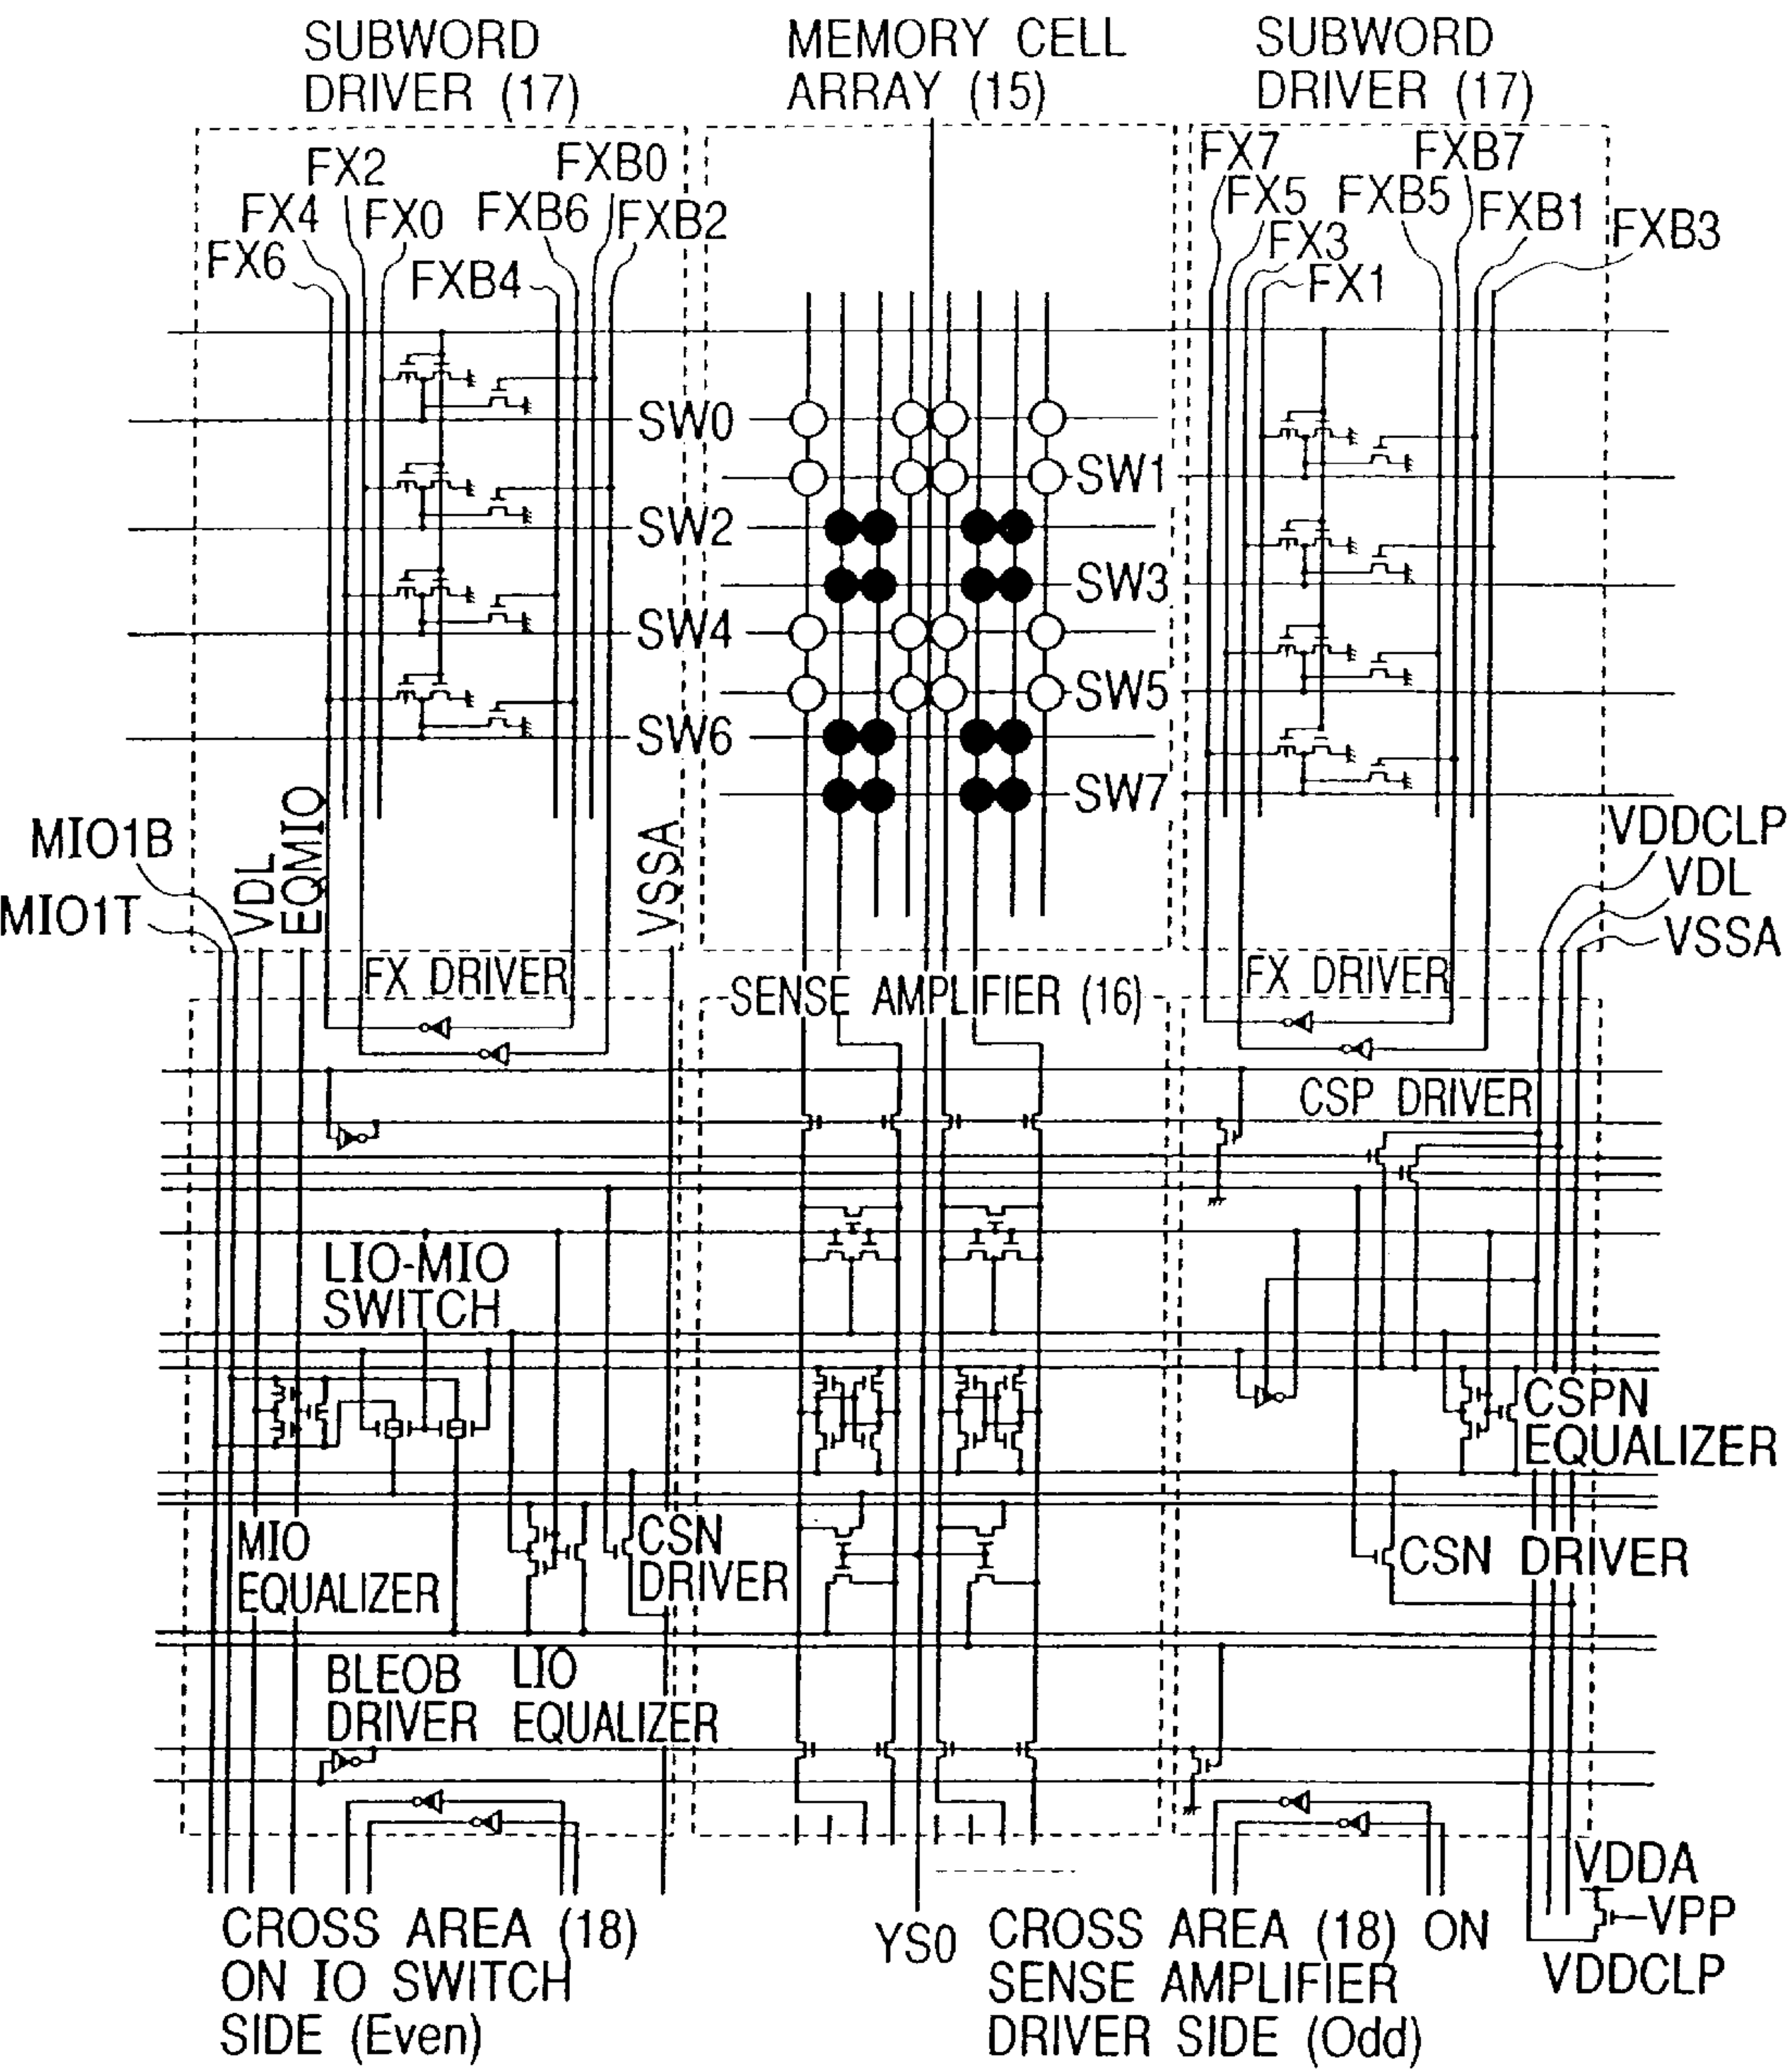 SUBWORD
DRIVER (17)
MEMORY CELL
ARRAY (15)
SUBWORD
DRIVER (17)
FX2
FXB0
FX4
FX0
FXB6
FXB2
FX6
FXB4
FX7
FXB7
FX5
FXB5
FXB1
FX3
FXB3
FX1
SW0
SW1
SW2
SW3
SW4
SW5
SW6
SW7
MIO1B
MIO1T
VDL
EQMIO
VSSA
VDDCLP
VDL
VSSA
FX DRIVER
SENSE AMPLIFIER (16)
FX DRIVER
CSP DRIVER
LIO-MIO
SWITCH
CSPN
EQUALIZER
MIO
EQUALIZER
CSN
DRIVER
CSN DRIVER
BLEOB
DRIVER
LIO
EQUALIZER
VDDA
VPP
VDDCLP
CROSS AREA (18)
ON IO SWITCH
SIDE (Even)
YS0
CROSS AREA (18) ON
SENSE AMPLIFIER
DRIVER SIDE (Odd)